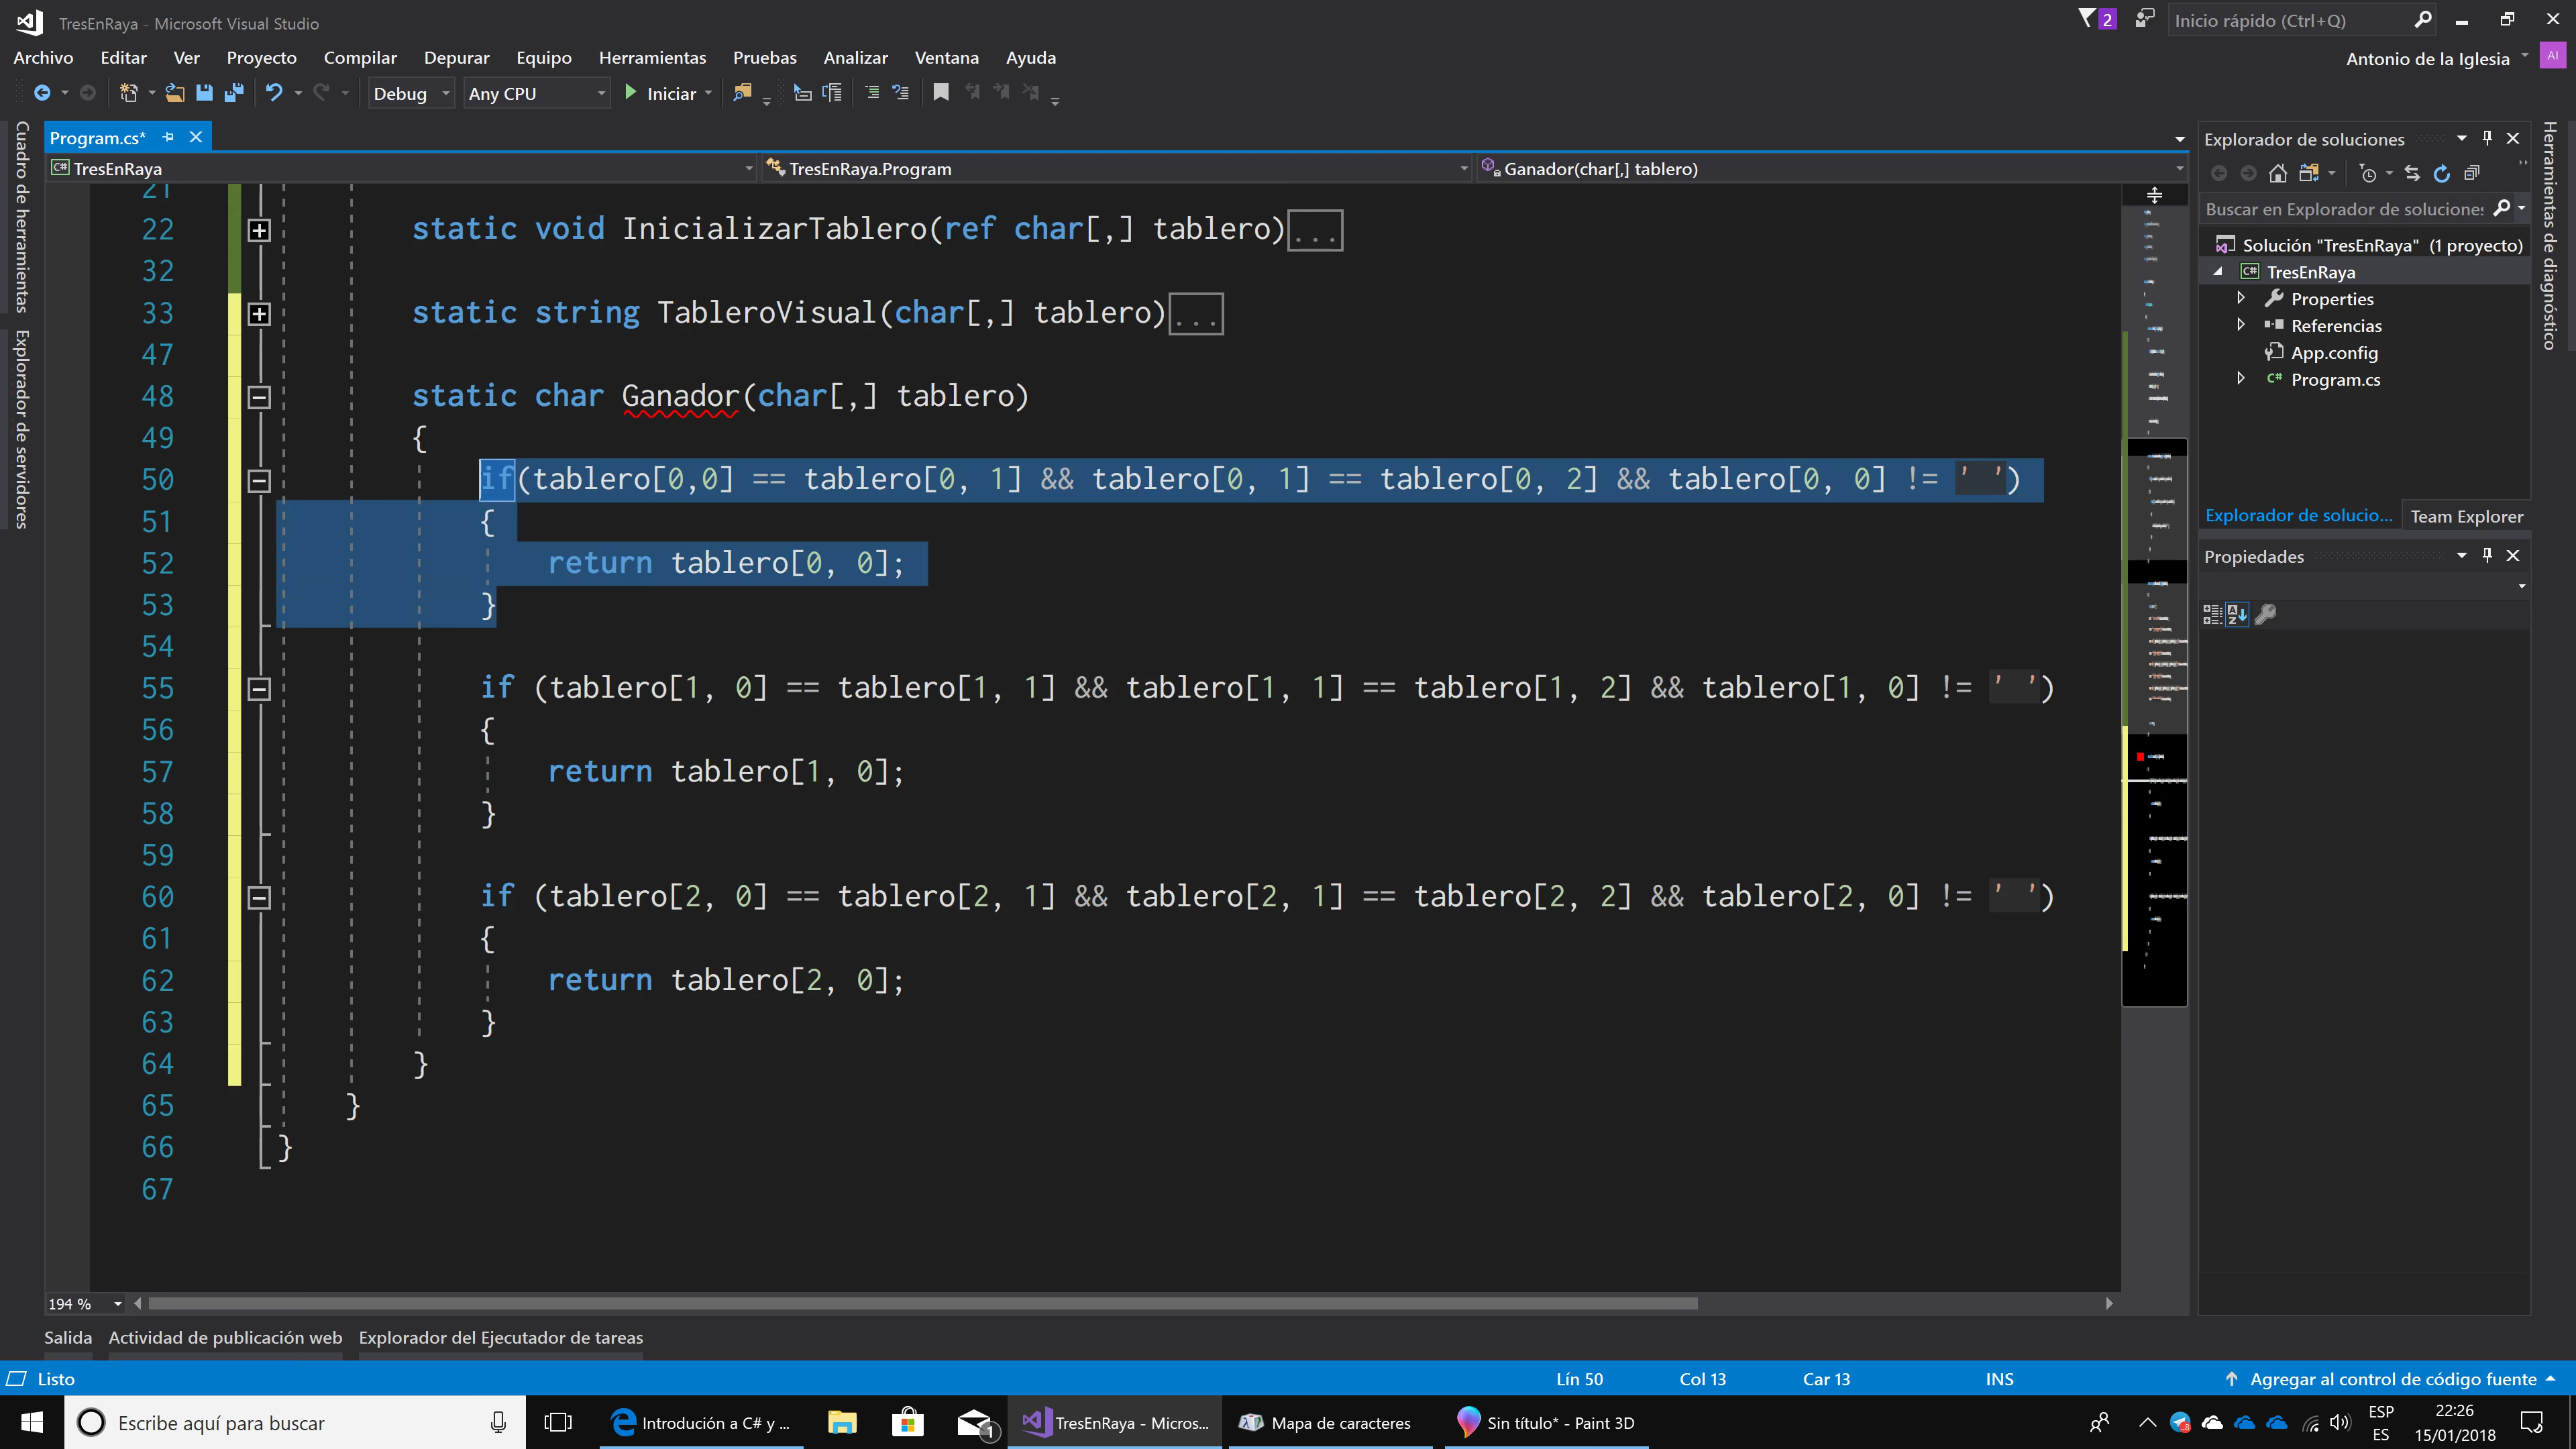 TresEnRaya - Microsoft Visual Studio
2
Inicio rápido (Ctrl+Q)
Archivo Editar Ver Proyecto Compilar Depurar Equipo Herramientas Pruebas Analizar Ventana Ayuda
Antonio de la Iglesia AI
Debug Any CPU Iniciar
Cuadro de herramientas
Explorador de servidores
Program.cs*
TresEnRaya TresEnRaya.Program Ganador(char[,] tablero)
21
22 static void InicializarTablero(ref char[,] tablero)...
32
33 static string TableroVisual(char[,] tablero)...
47
48 static char Ganador(char[,] tablero)
49 {
50 if(tablero[0,0] == tablero[0, 1] && tablero[0, 1] == tablero[0, 2] && tablero[0, 0] != ' ')
51 {
52 return tablero[0, 0];
53 }
54
55 if (tablero[1, 0] == tablero[1, 1] && tablero[1, 1] == tablero[1, 2] && tablero[1, 0] != ' ')
56 {
57 return tablero[1, 0];
58 }
59
60 if (tablero[2, 0] == tablero[2, 1] && tablero[2, 1] == tablero[2, 2] && tablero[2, 0] != ' ')
61 {
62 return tablero[2, 0];
63 }
64 }
65 }
66 }
67
194 %
Explorador de soluciones
Buscar en Explorador de soluciones
Solución "TresEnRaya" (1 proyecto)
C# TresEnRaya
Properties
Referencias
App.config
C# Program.cs
Explorador de solucio... Team Explorer
Propiedades
Herramientas de diagnóstico
Salida Actividad de publicación web Explorador del Ejecutador de tareas
Listo Lín 50 Col 13 Car 13 INS Agregar al control de código fuente
Escribe aquí para buscar
Introducción a C# y ...
1
TresEnRaya - Micros...
Mapa de caracteres
Sin título* - Paint 3D
ESP
ES
22:26
15/01/2018